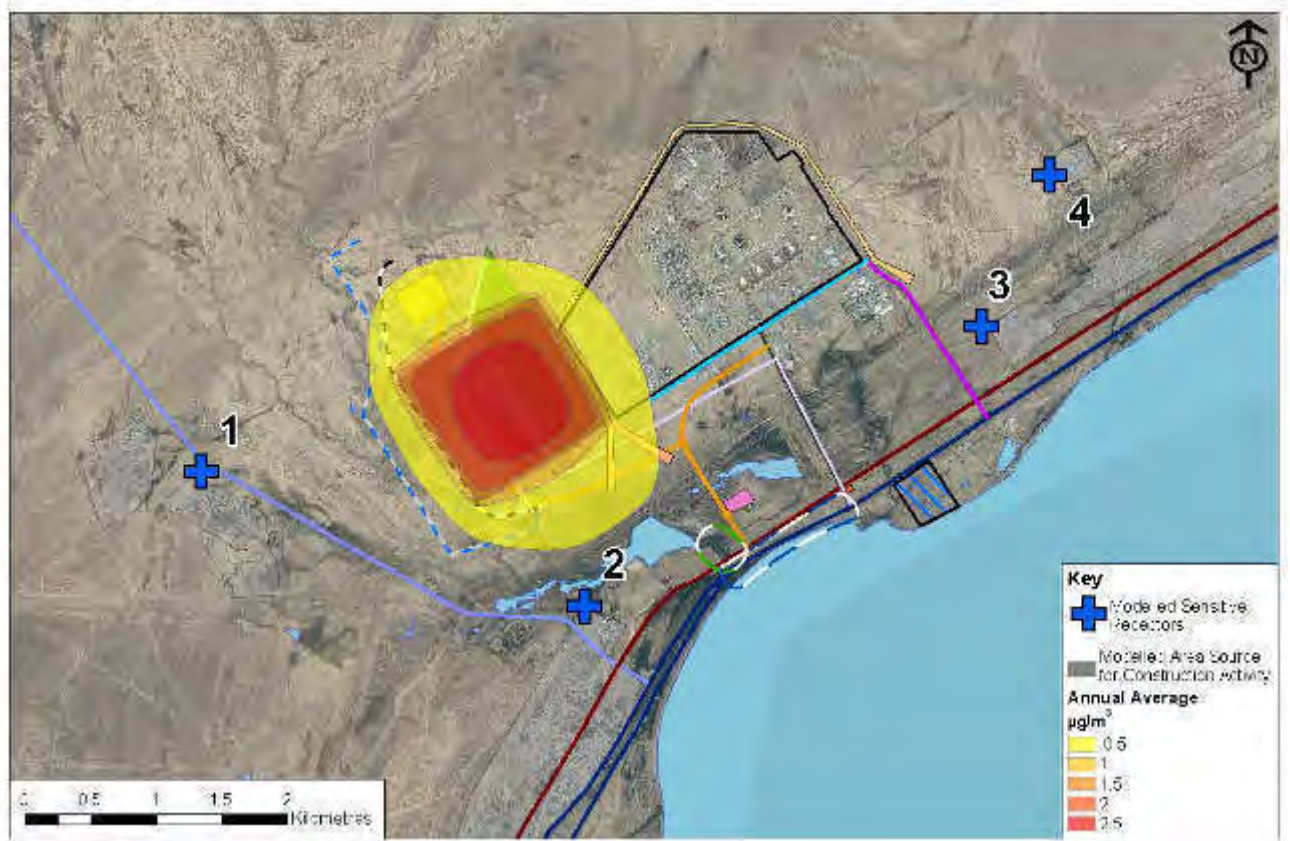 N
4
3
1
2
Key
Modelled Sensitive
Receptors
Modelled Area Source
for Construction Activity
Annual Average
µg/m³
0.5
1
1.5
2
2.5
0 0.5 1 1.5 2
Kilometres